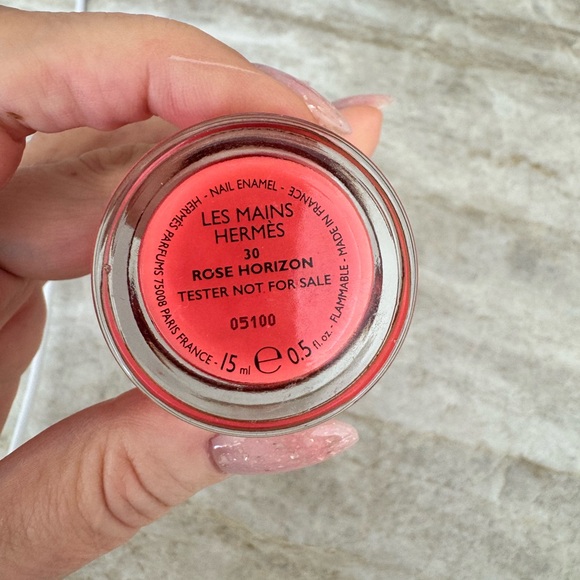 LES MAINS
HERMÈS
30
ROSE HORIZON
TESTER NOT FOR SALE
05100
HERMÈS PARFUMS 75008 PARIS FRANCE - 15 ml e 0.5 fl. oz. - FLAMMABLE - MADE IN FRANCE - NAIL ENAMEL -